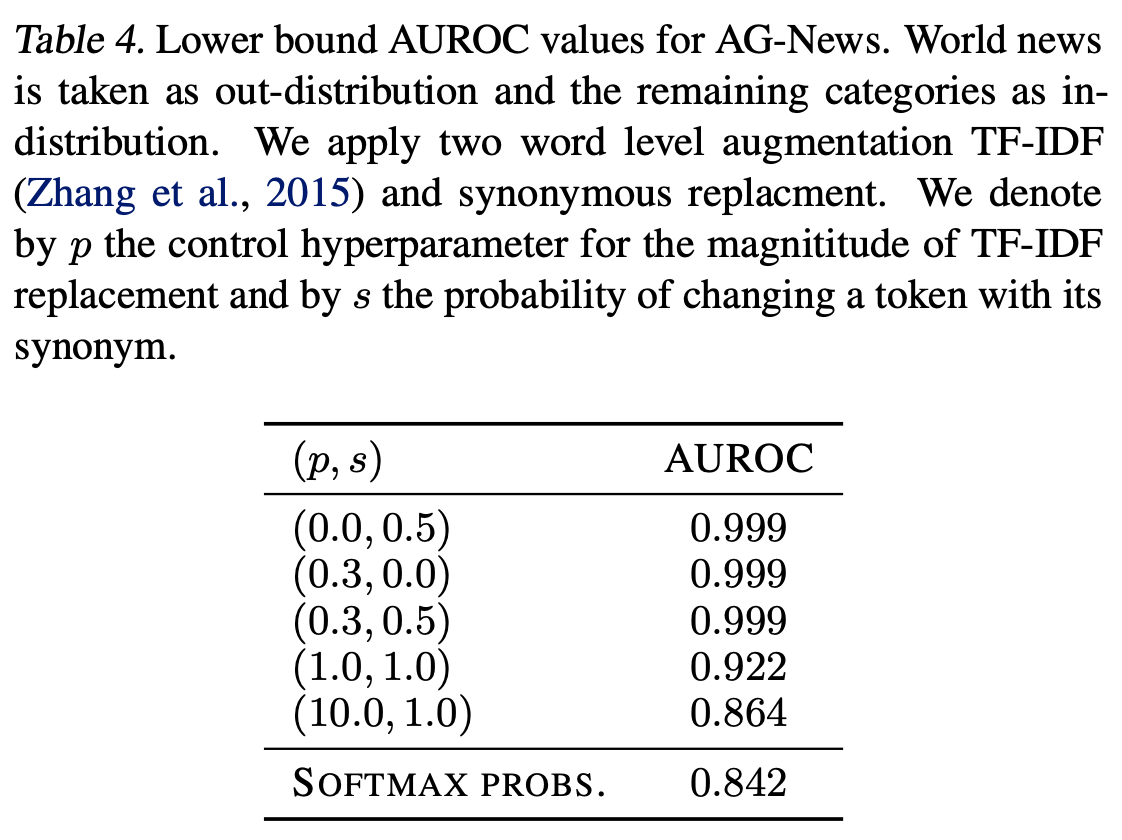 Table 4. Lower bound AUROC values for AG-News. World news
is taken as out-distribution and the remaining categories as in-
distribution. We apply two word level augmentation TF-IDF
(Zhang et al., 2015) and synonymous replacment. We denote
by p the control hyperparameter for the magnititude of TF-IDF
replacement and by s the probability of changing a token with its
synonym.
(p, s) AUROC
(0.0, 0.5) 0.999
(0.3, 0.0) 0.999
(0.3, 0.5) 0.999
(1.0, 1.0) 0.922
(10.0, 1.0) 0.864
SOFTMAX PROBS. 0.842